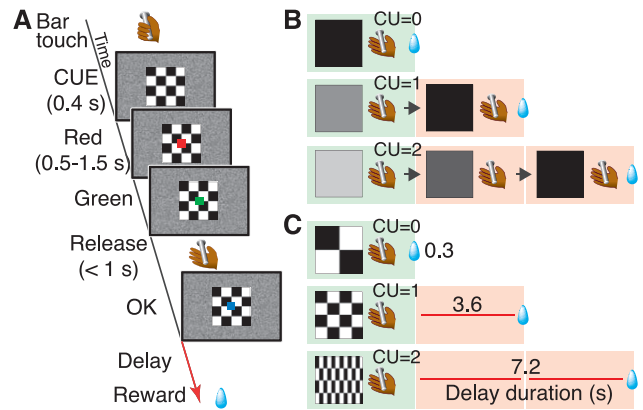 A
Bar
touch
Time
CUE
(0.4 s)
Red
(0.5-1.5 s)
Green
Release
(< 1 s)
OK
Delay
Reward
B
CU=0
CU=1
CU=2
C
CU=0
0.3
CU=1
3.6
CU=2
7.2
Delay duration (s)